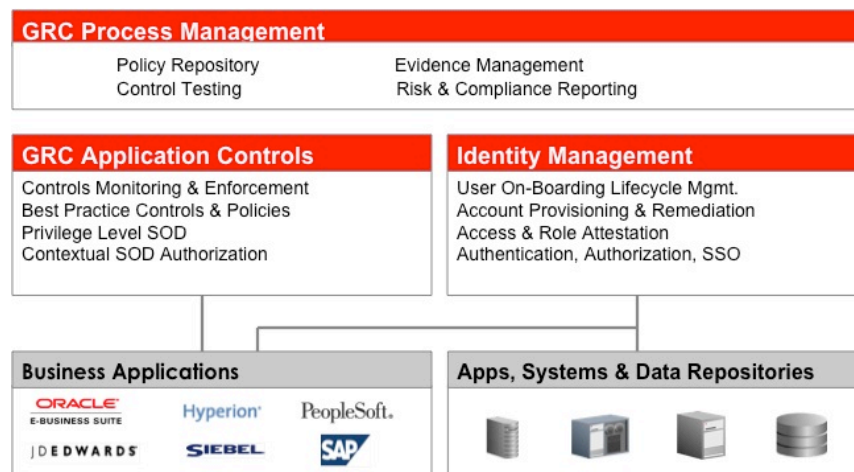 GRC Process Management
Policy Repository Evidence Management
Control Testing Risk & Compliance Reporting
GRC Application Controls
Controls Monitoring & Enforcement
Best Practice Controls & Policies
Privilege Level SOD
Contextual SOD Authorization
Identity Management
User On-Boarding Lifecycle Mgmt.
Account Provisioning & Remediation
Access & Role Attestation
Authentication, Authorization, SSO
Business Applications
ORACLE
E-BUSINESS SUITE
Hyperion
PeopleSoft.
JDEDWARDS
SIEBEL
SAP
Apps, Systems & Data Repositories